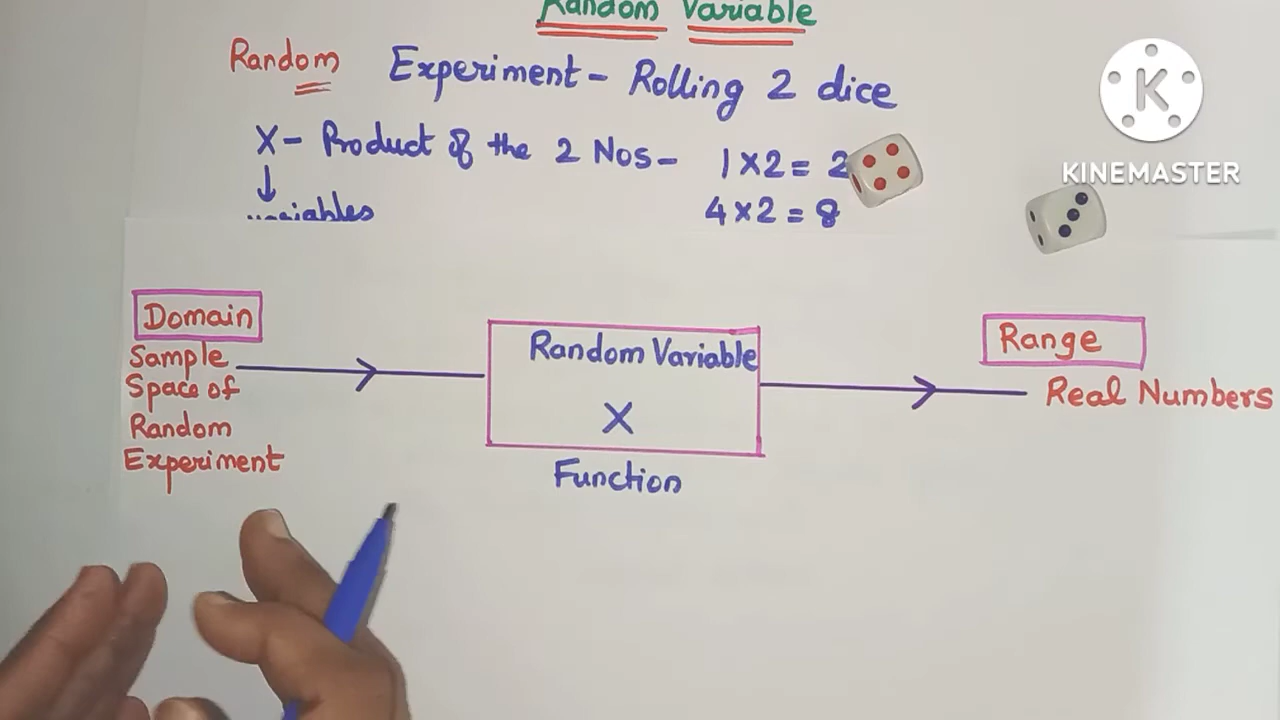 Random Variable
Random Experiment - Rolling 2 dice
X - Product of the 2 Nos - 1 x 2 = 2
4 x 2 = 8
variables
K
KINEMASTER
Domain
Sample
Space of
Random
Experiment
Random Variable
X
Function
Range
Real Numbers